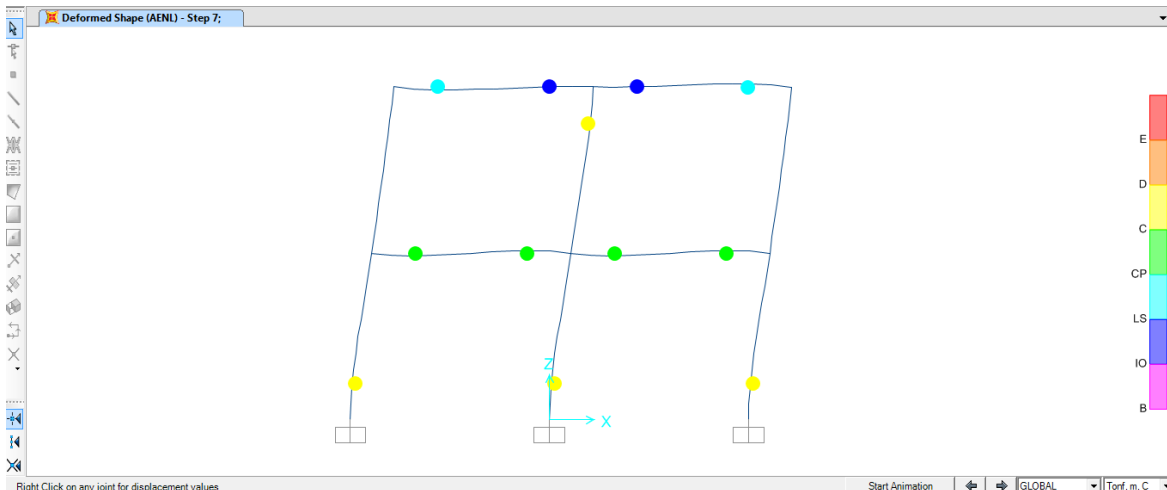 Deformed Shape (AENL) - Step 7;
E
D
C
CP
LS
IO
B
Z
X
Right Click on any joint for displacement values
Start Animation
GLOBAL
Tonf, m, C